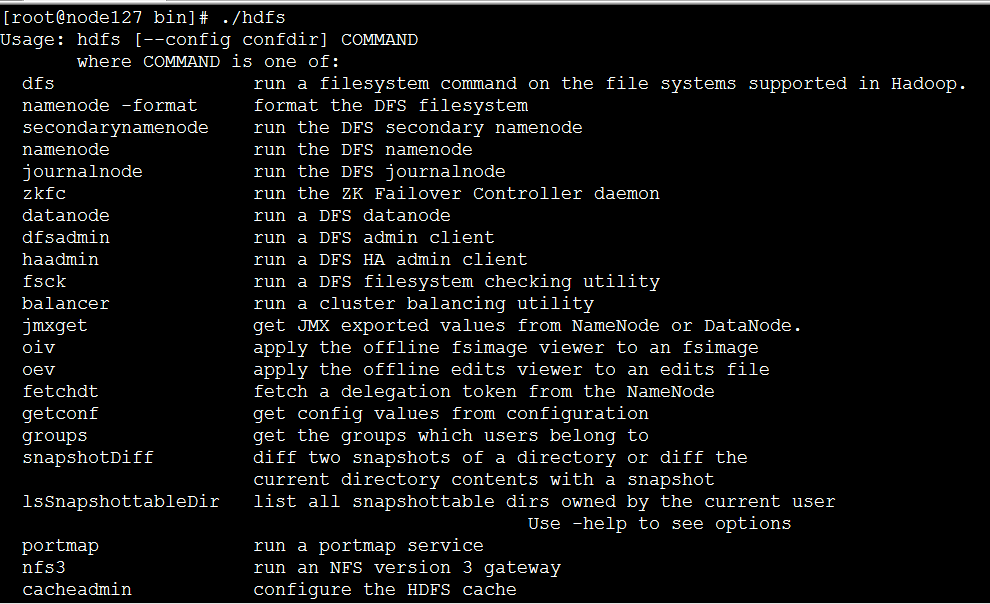 [root@node127 bin]# ./hdfs
Usage: hdfs [--config confdir] COMMAND
       where COMMAND is one of:
  dfs                  run a filesystem command on the file systems supported in Hadoop.
  namenode -format     format the DFS filesystem
  secondarynamenode    run the DFS secondary namenode
  namenode             run the DFS namenode
  journalnode          run the DFS journalnode
  zkfc                 run the ZK Failover Controller daemon
  datanode             run a DFS datanode
  dfsadmin             run a DFS admin client
  haadmin              run a DFS HA admin client
  fsck                 run a DFS filesystem checking utility
  balancer             run a cluster balancing utility
  jmxget               get JMX exported values from NameNode or DataNode.
  oiv                  apply the offline fsimage viewer to an fsimage
  oev                  apply the offline edits viewer to an edits file
  fetchdt              fetch a delegation token from the NameNode
  getconf              get config values from configuration
  groups               get the groups which users belong to
  snapshotDiff         diff two snapshots of a directory or diff the
                       current directory contents with a snapshot
  lsSnapshottableDir   list all snapshottable dirs owned by the current user
                                                Use -help to see options
  portmap              run a portmap service
  nfs3                 run an NFS version 3 gateway
  cacheadmin           configure the HDFS cache